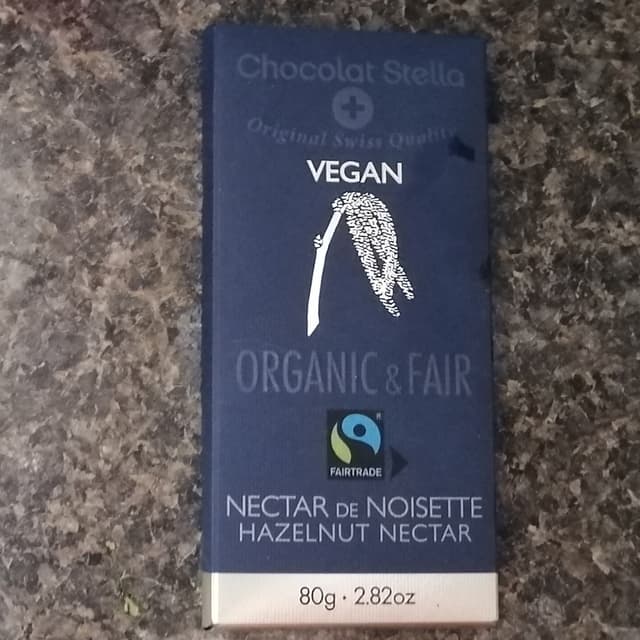 Chocolat Stella
Original Swiss Quality
VEGAN
ORGANIC & FAIR
®
FAIRTRADE
NECTAR DE NOISETTE
HAZELNUT NECTAR
80g · 2.82oz